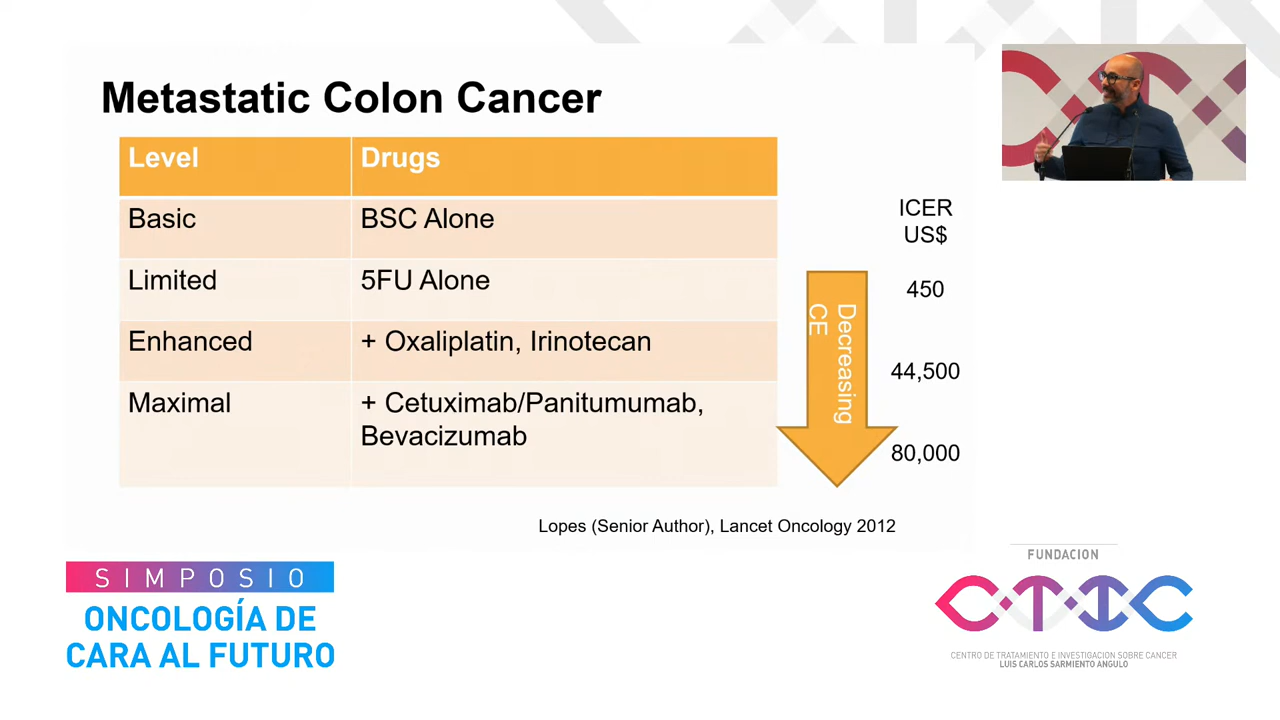 Metastatic Colon Cancer
Level Drugs
Basic BSC Alone
Limited 5FU Alone
Enhanced + Oxaliplatin, Irinotecan
Maximal + Cetuximab/Panitumumab,
Bevacizumab
Decreasing
CE
ICER
US$
450
44,500
80,000
Lopes (Senior Author), Lancet Oncology 2012
SIMPOSIO
ONCOLOGÍA DE
CARA AL FUTURO
FUNDACION
CTIC
CENTRO DE TRATAMIENTO E INVESTIGACION SOBRE CANCER
LUIS CARLOS SARMIENTO ANGULO